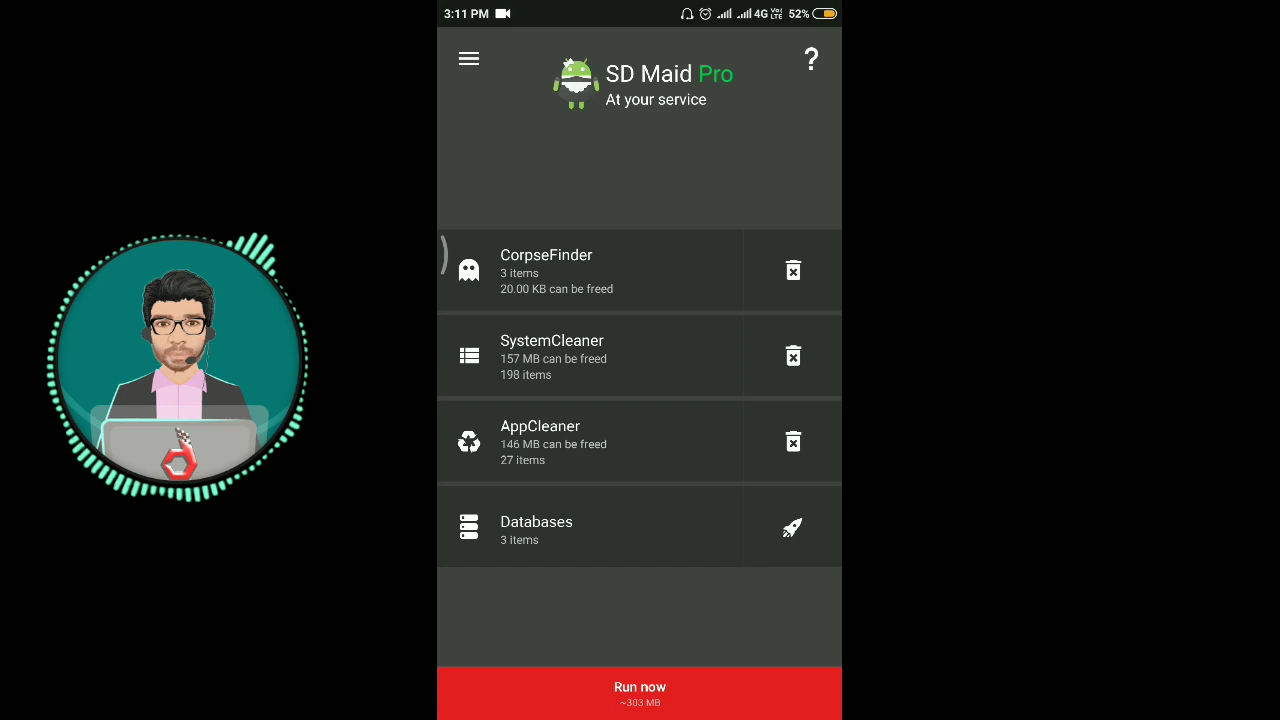 3:11 PM
4G Vo) LTE 52%
SD Maid Pro
At your service
?
CorpseFinder
3 items
20.00 KB can be freed
SystemCleaner
157 MB can be freed
198 items
AppCleaner
146 MB can be freed
27 items
Databases
3 items
Run now
~303 MB